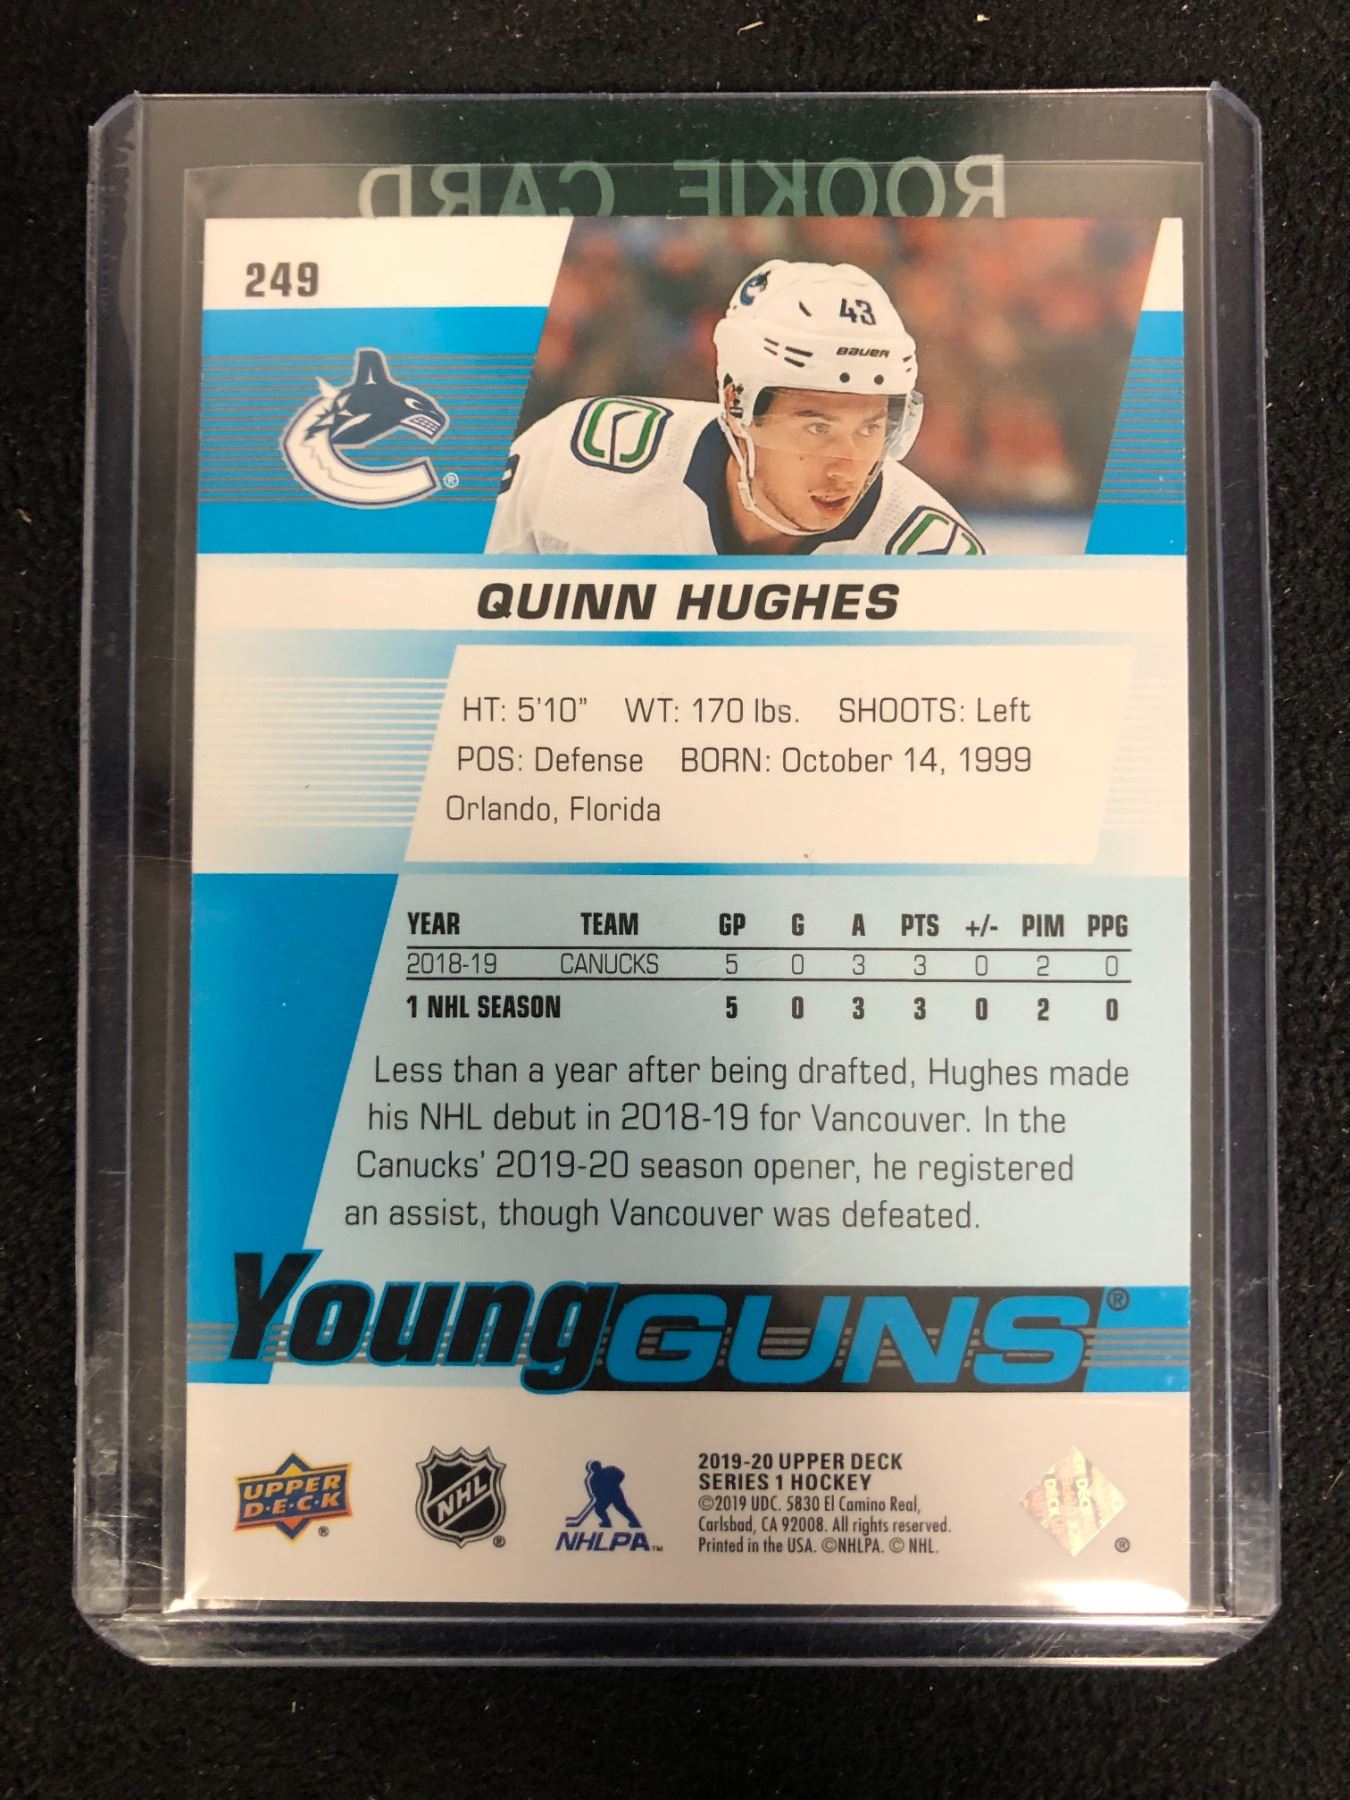 ROOKIE CARD
249
43
BAUER
®
QUINN HUGHES
HT: 5'10" WT: 170 lbs. SHOOTS: Left
POS: Defense BORN: October 14, 1999
Orlando, Florida
YEAR TEAM GP G A PTS +/- PIM PPG
2018-19 CANUCKS 5 0 3 3 0 2 0
1 NHL SEASON 5 0 3 3 0 2 0
Less than a year after being drafted, Hughes made
his NHL debut in 2018-19 for Vancouver. In the
Canucks' 2019-20 season opener, he registered
an assist, though Vancouver was defeated.
Young GUNS®
UPPER
D·E·C·K
®
NHL
®
NHLPA™
2019-20 UPPER DECK
SERIES 1 HOCKEY
©2019 UDC. 5830 El Camino Real,
Carlsbad, CA 92008. All rights reserved.
Printed in the USA. ©NHLPA. © NHL.
®